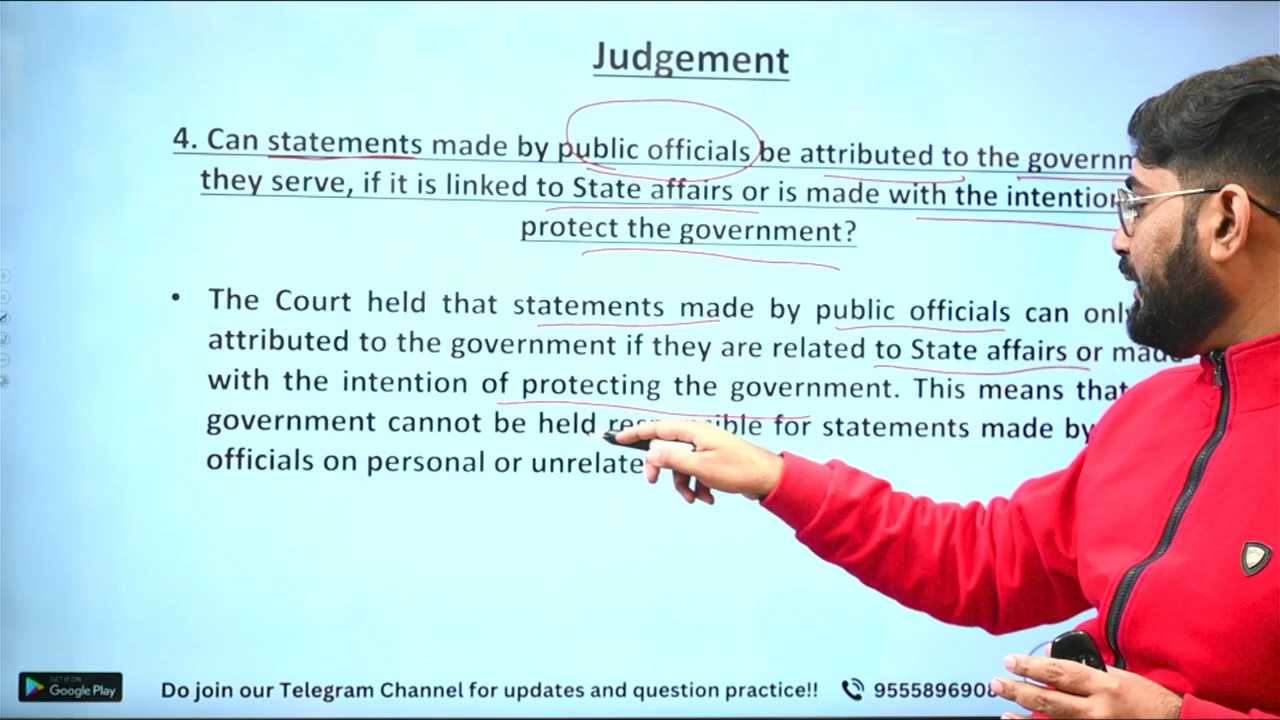 Judgement
4. Can statements made by public officials be attributed to the governm
they serve, if it is linked to State affairs or is made with the intention
protect the government?
• The Court held that statements made by public officials can only
attributed to the government if they are related to State affairs or made
with the intention of protecting the government. This means that
government cannot be held responsible for statements made by
officials on personal or unrelate
GET IT ON
Google Play
Do join our Telegram Channel for updates and question practice!! 9555896908